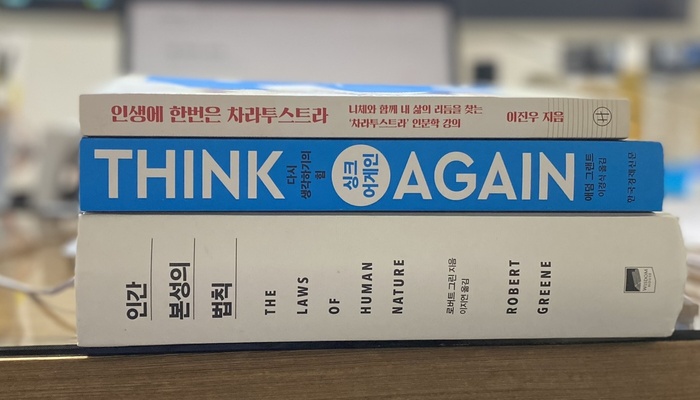 인생에 한번은 차라투스트라
니체와 함께 내 삶의 리듬을 찾는
'차라투스트라' 인문학 강의
이진우 지음
THINK
다시
생각하기의
힘
싱크
어게인
AGAIN
애덤 그랜트
이경식 옮김
한국경제신문
인간
본성의
법칙
THE
LAWS
OF
HUMAN
NATURE
로버트 그린 지음
이지연 옮김
ROBERT
GREENE